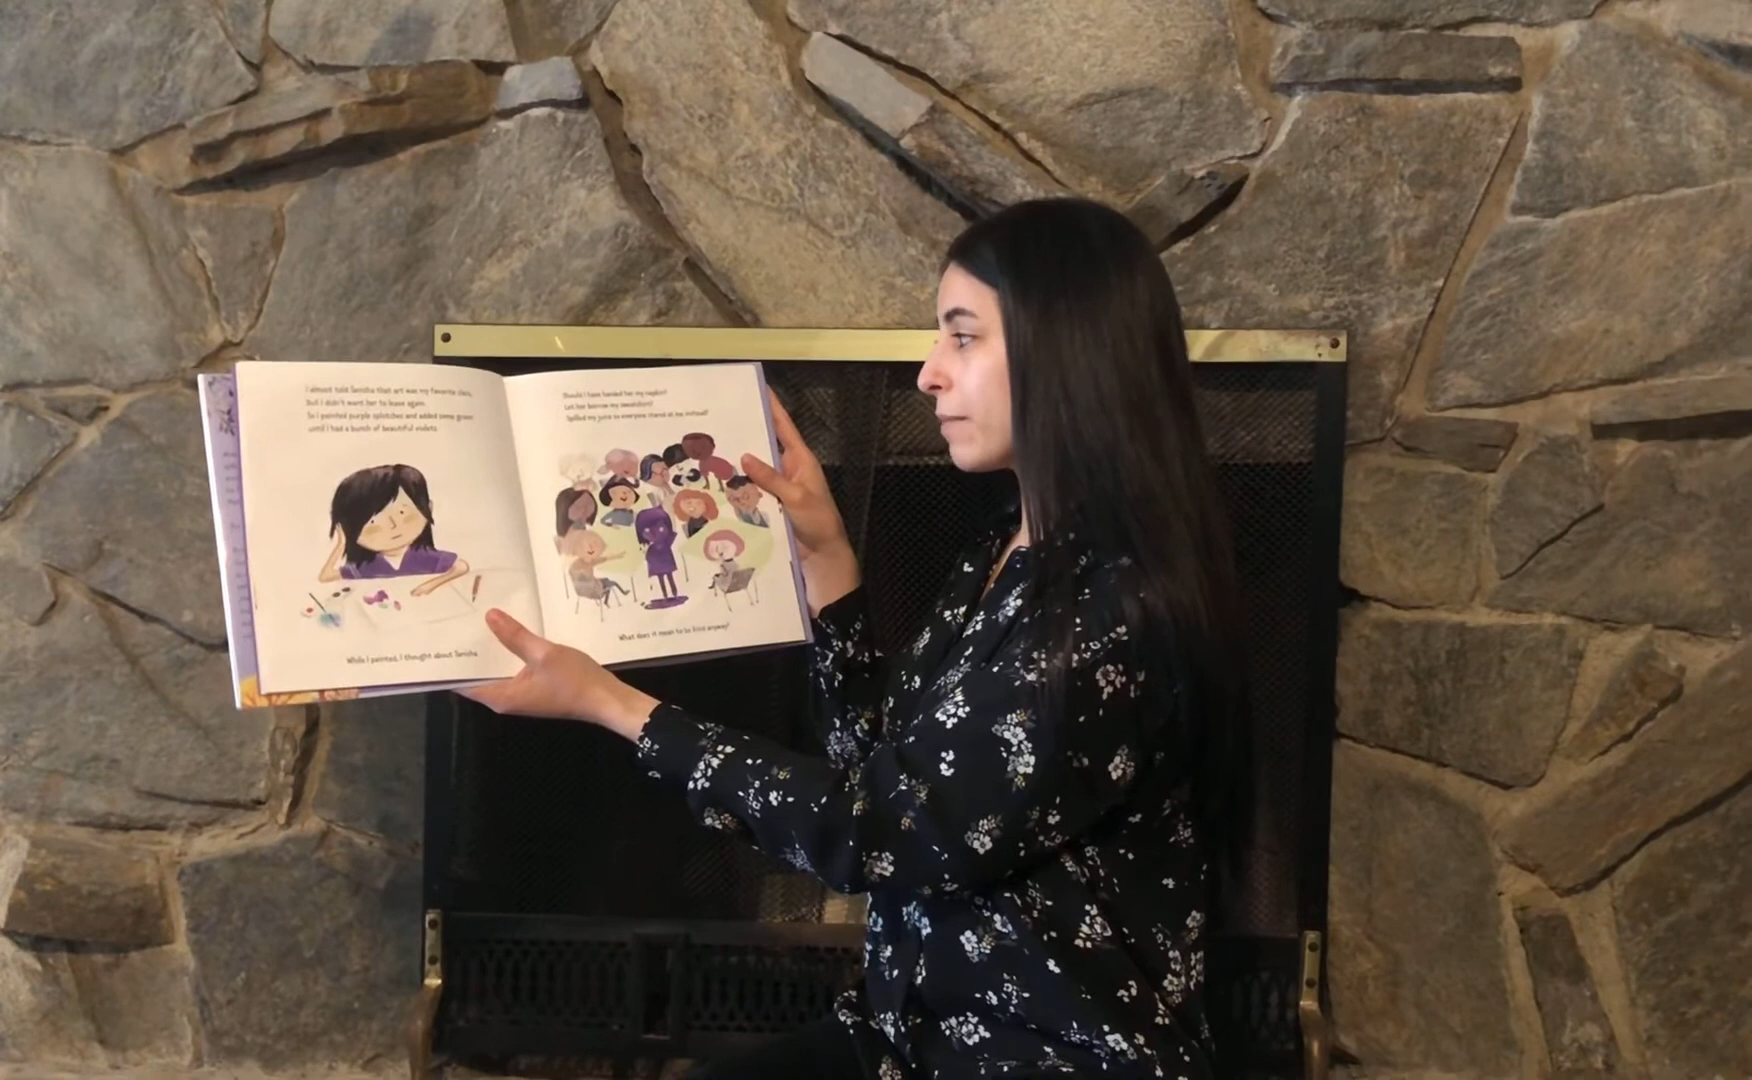 I almost told Tanisha that art was my favorite class,
but I didn't want her to leave again.
So I painted purple splotches and added some green
until I had a bunch of beautiful violets.
While I painted, I thought about Tanisha.
Should I have handed her my napkin?
Let her borrow my sweatshirt?
Spilled my juice so everyone stared at me instead?
What does it mean to be kind anyway?